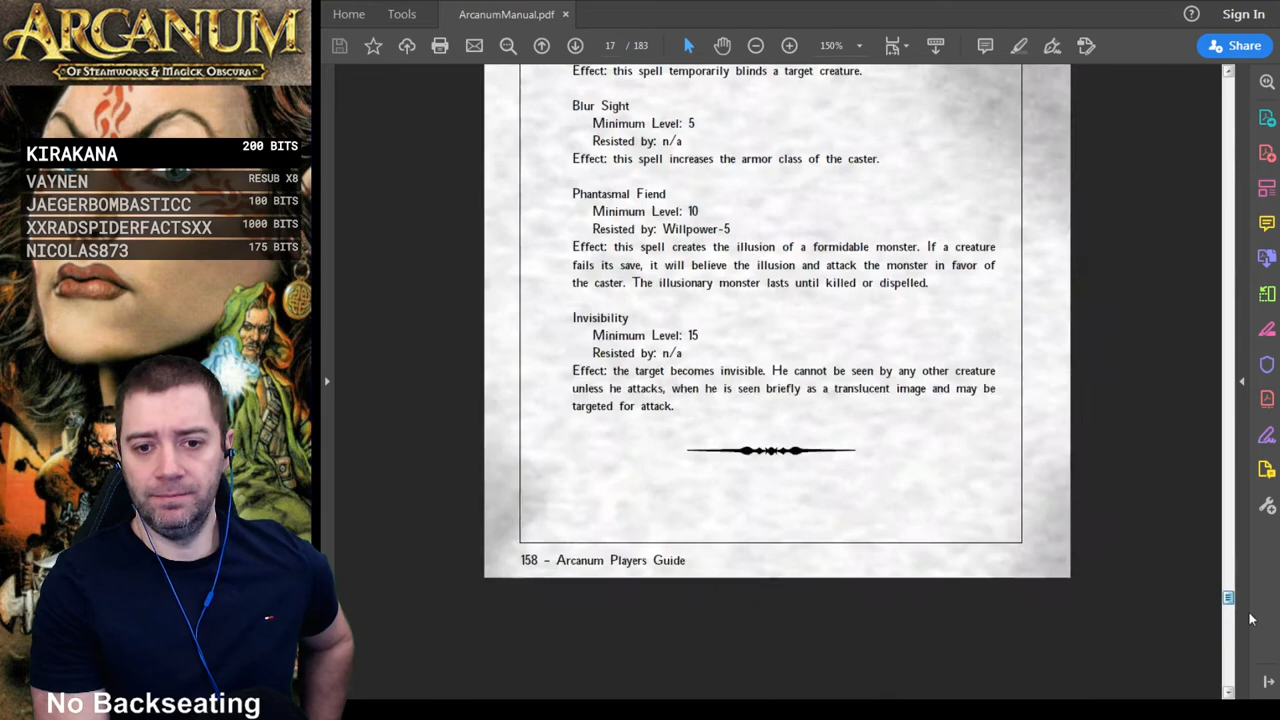 ARCANUM
OF STEAMWORKS & MAGICK OBSCURA
KIRAKANA 200 BITS
VAYNEN RESUB X8
JAEGERBOMBASTICC 100 BITS
XXRADSPIDERFACTSXX 1000 BITS
NICOLAS873 175 BITS
No Backseating
Home Tools ArcanumManual.pdf × Sign In
17 / 183 150% Share
Effect: this spell temporarily blinds a target creature.
Blur Sight
Minimum Level: 5
Resisted by: n/a
Effect: this spell increases the armor class of the caster.
Phantasmal Fiend
Minimum Level: 10
Resisted by: Willpower-5
Effect: this spell creates the illusion of a formidable monster. If a creature
fails its save, it will believe the illusion and attack the monster in favor of
the caster. The illusionary monster lasts until killed or dispelled.
Invisibility
Minimum Level: 15
Resisted by: n/a
Effect: the target becomes invisible. He cannot be seen by any other creature
unless he attacks, when he is seen briefly as a translucent image and may be
targeted for attack.
158 - Arcanum Players Guide